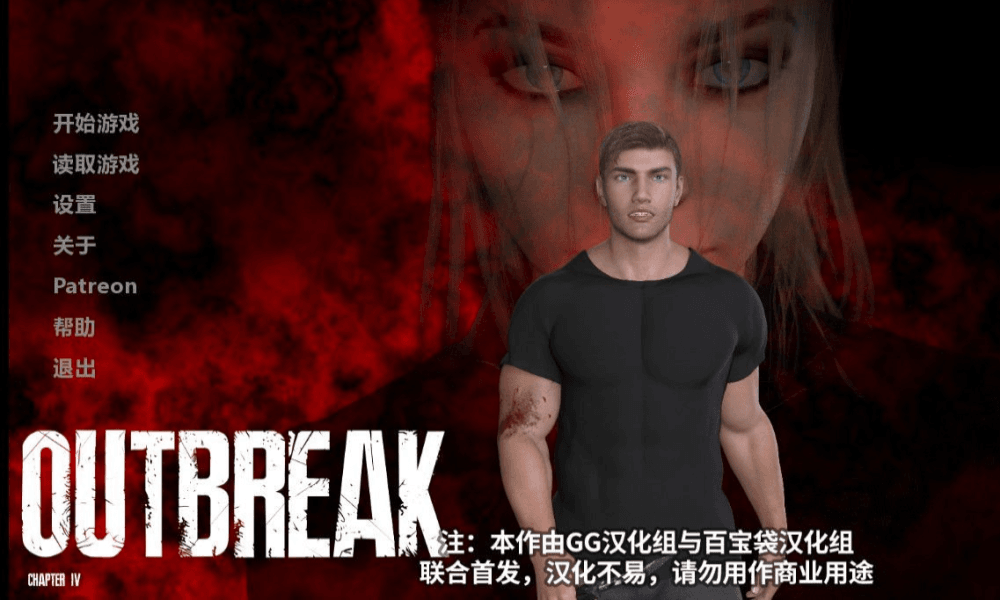 开始游戏
读取游戏
设置
关于
Patreon
帮助
退出
OUTBREAK
CHAPTER IV
注：本作由GG汉化组与百宝袋汉化组
联合首发，汉化不易，请勿用作商业用途